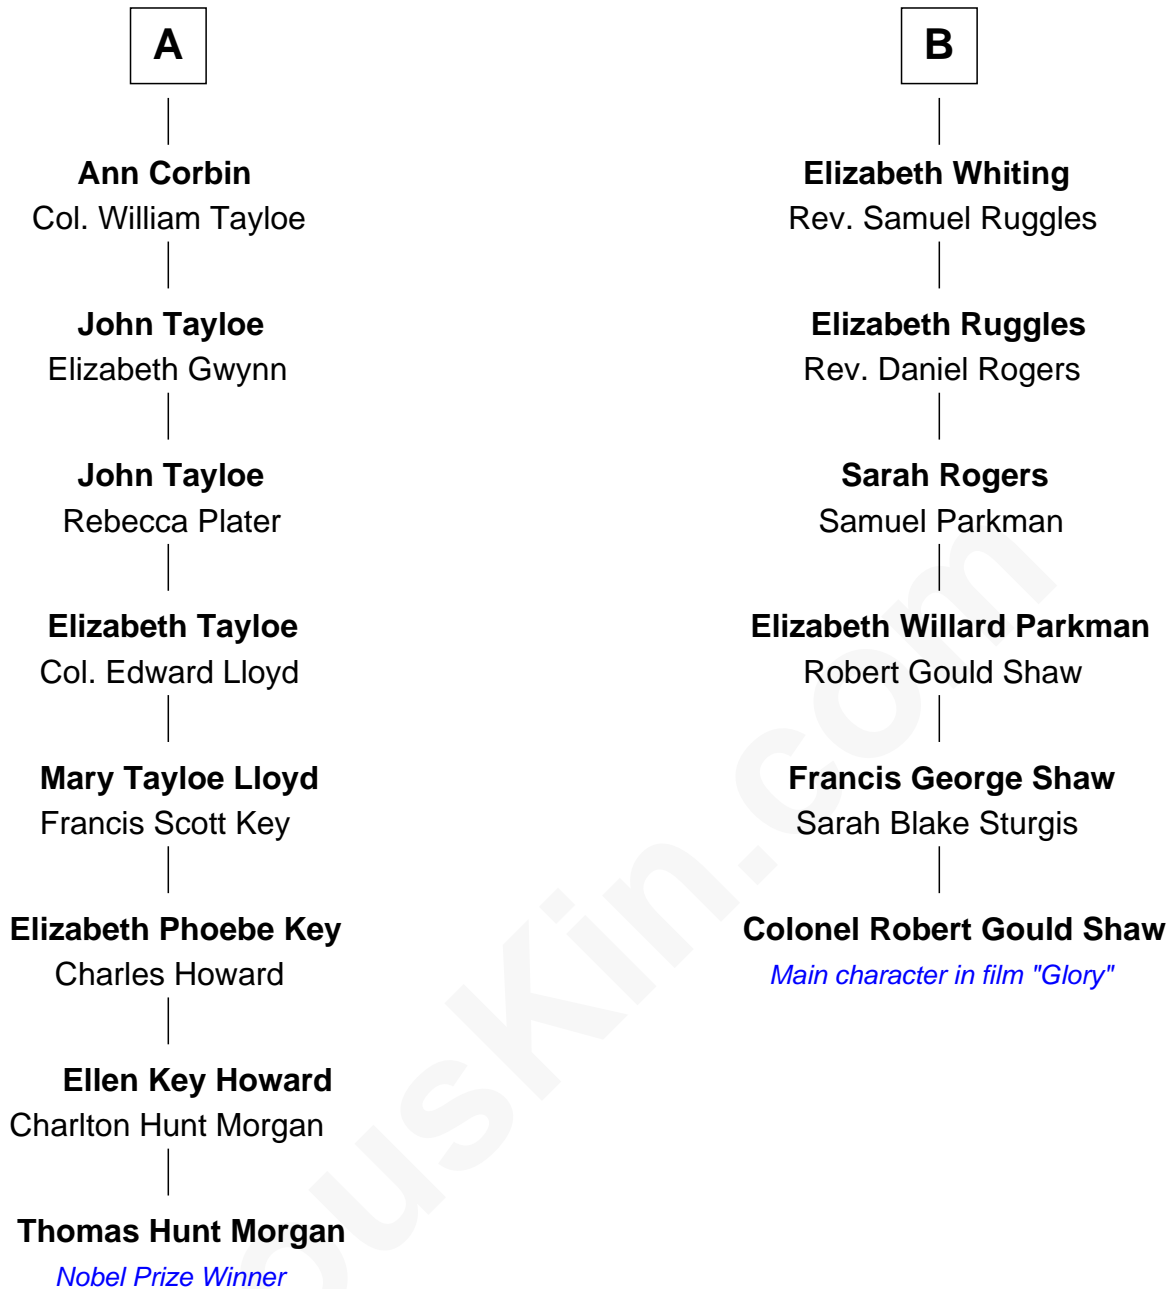 A
Ann Corbin
Col. William Tayloe
John Tayloe
Elizabeth Gwynn
John Tayloe
Rebecca Plater
Elizabeth Tayloe
Col. Edward Lloyd
Mary Tayloe Lloyd
Francis Scott Key
Elizabeth Phoebe Key
Charles Howard
Ellen Key Howard
Charlton Hunt Morgan
Thomas Hunt Morgan
Nobel Prize Winner
B
Elizabeth Whiting
Rev. Samuel Ruggles
Elizabeth Ruggles
Rev. Daniel Rogers
Sarah Rogers
Samuel Parkman
Elizabeth Willard Parkman
Robert Gould Shaw
Francis George Shaw
Sarah Blake Sturgis
Colonel Robert Gould Shaw
Main character in film "Glory"
ousKin.com